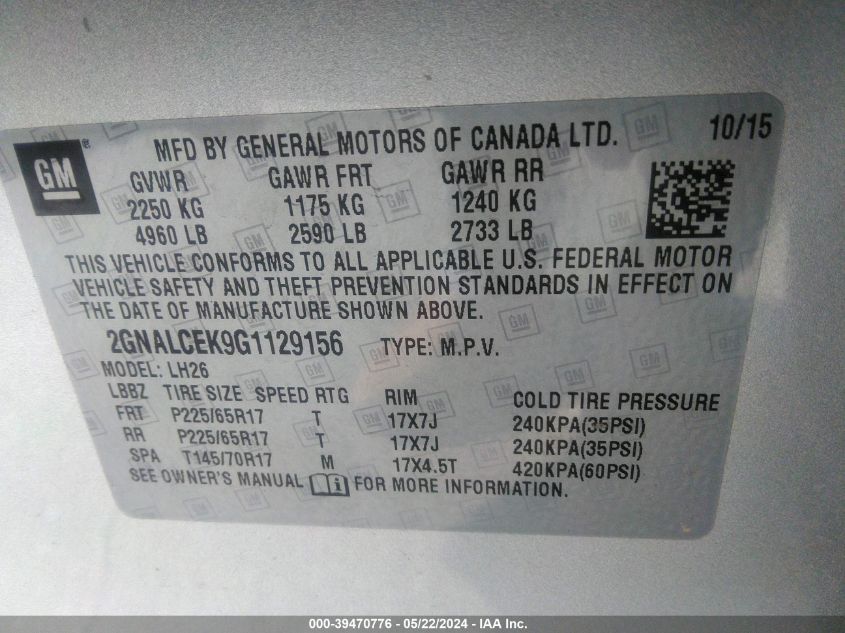 GM
MFD BY GENERAL MOTORS OF CANADA LTD. 10/15
GVWR GAWR FRT GAWR RR
2250 KG 1175 KG 1240 KG
4960 LB 2590 LB 2733 LB
THIS VEHICLE CONFORMS TO ALL APPLICABLE U.S. FEDERAL MOTOR
VEHICLE SAFETY AND THEFT PREVENTION STANDARDS IN EFFECT ON
THE DATE OF MANUFACTURE SHOWN ABOVE.
2GNALCEK9G1129156 TYPE: M.P.V.
MODEL: LH26
LBBZ TIRE SIZE SPEED RTG RIM COLD TIRE PRESSURE
FRT P225/65R17 T 17X7J 240KPA(35PSI)
RR P225/65R17 T 17X7J 240KPA(35PSI)
SPA T145/70R17 M 17X4.5T 420KPA(60PSI)
SEE OWNER'S MANUAL FOR MORE INFORMATION.
000-39470776 - 05/22/2024 - IAA Inc.